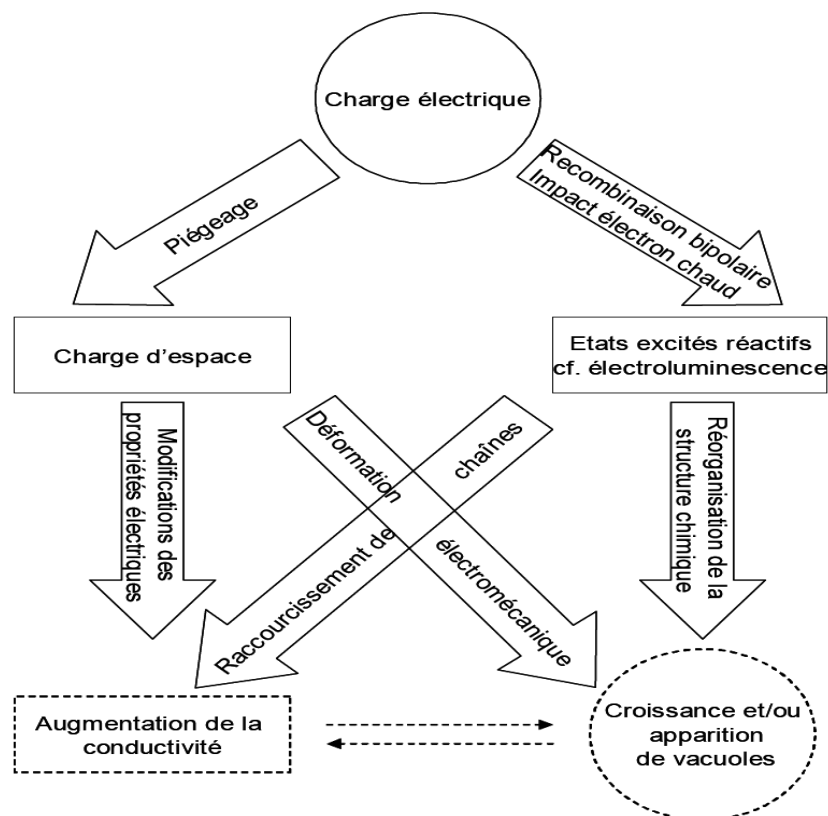 Charge électrique
Piégeage
Recombinaison bipolaire
Impact électron chaud
Charge d'espace
Etats excités réactifs
cf. électroluminescence
Modifications des
propriétés électriques
Déformation
électromécanique
Raccourcissement de
chaînes
Réorganisation de la
structure chimique
Augmentation de la
conductivité
Croissance et/ou
apparition
de vacuoles